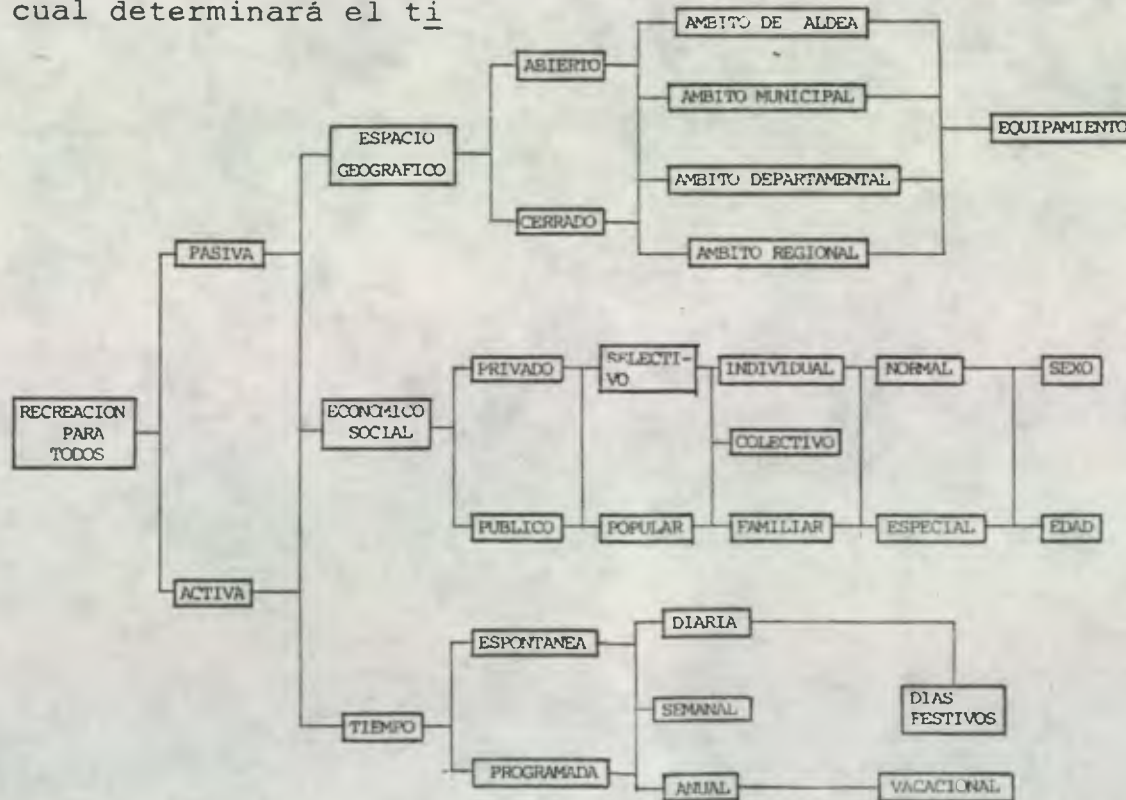 cual determinará el ti
AMBITO DE ALDEA
ABIERTO
AMBITO MUNICIPAL
EQUIPAMIENTO
ESPACIO
GEOGRAFICO
AMBITO DEPARTAMENTAL
CERRADO
AMBITO REGIONAL
PASIVA
PRIVADO
SELECTI-
VO
INDIVIDUAL
NORMAL
SEXO
RECREACION
PARA
TODOS
ECONOMICO
SOCIAL
COLECTIVO
PUBLICO
POPULAR
FAMILIAR
ESPECIAL
EDAD
ACTIVA
DIARIA
ESPONTANEA
SEMANAL
DIAS
FESTIVOS
TIEMPO
PROGRAMADA
ANUAL
VACACIONAL